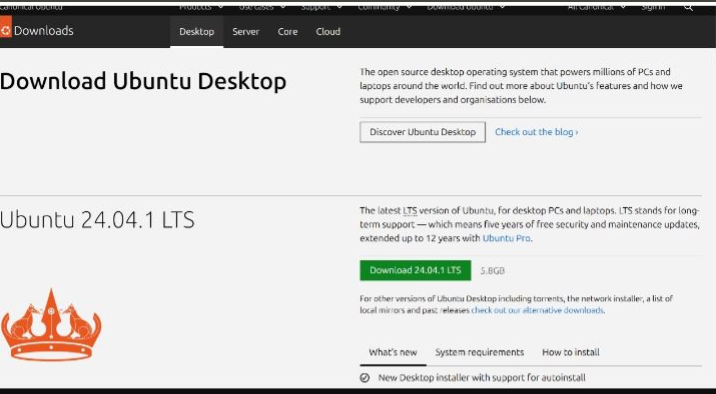 Canonical Ubuntu Products Use Cases Support Community Download Ubuntu All Canonical Sign in
Downloads Desktop Server Core Cloud
Download Ubuntu Desktop
The open source desktop operating system that powers millions of PCs and
laptops around the world. Find out more about Ubuntu's features and how we
support developers and organisations below.
Discover Ubuntu Desktop Check out the blog ›
Ubuntu 24.04.1 LTS
The latest LTS version of Ubuntu, for desktop PCs and laptops. LTS stands for long-
term support — which means five years of free security and maintenance updates,
extended up to 12 years with Ubuntu Pro.
Download 24.04.1 LTS 5.8GB
For other versions of Ubuntu Desktop including torrents, the network installer, a list of
local mirrors and past releases check out our alternative downloads.
What's new System requirements How to install
New Desktop installer with support for autoinstall